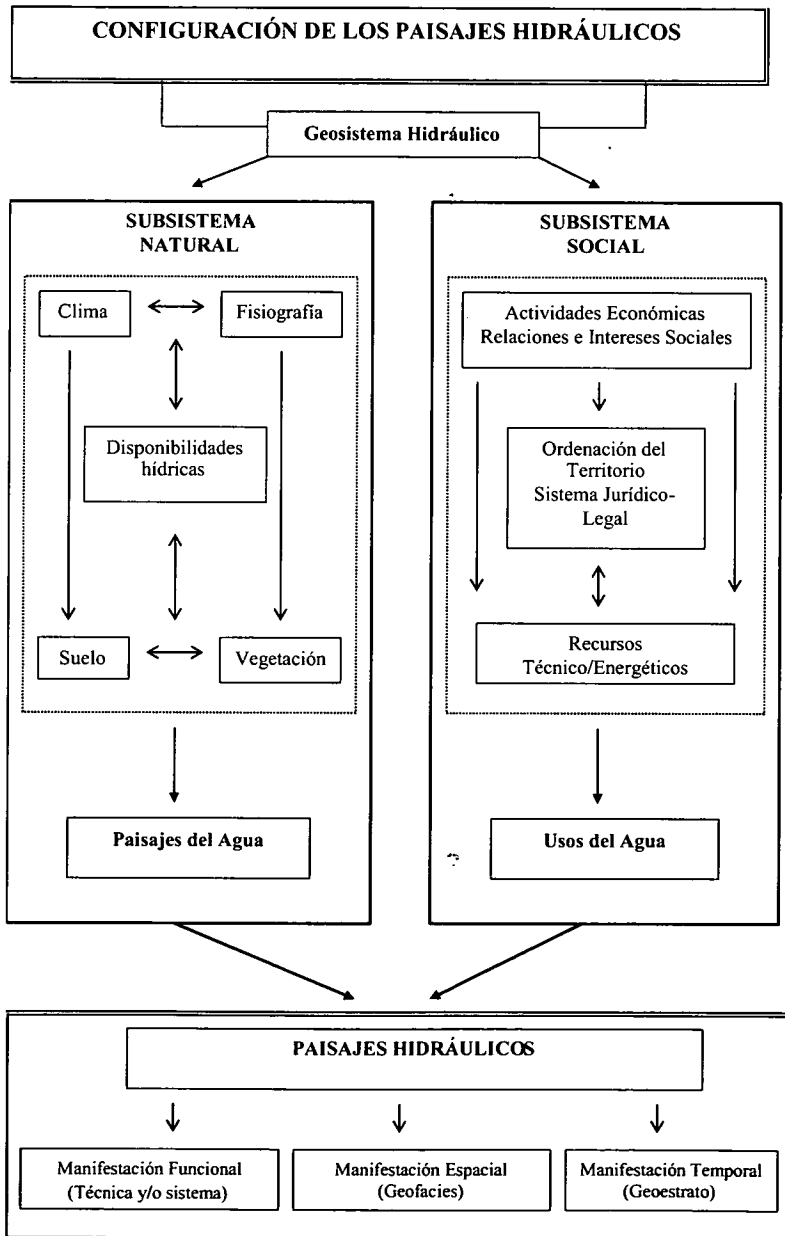 CONFIGURACIÓN DE LOS PAISAJES HIDRÁULICOS
Geosistema Hidráulico
SUBSISTEMA
NATURAL
Clima
Fisiografía
Disponibilidades
hídricas
Suelo
Vegetación
Paisajes del Agua
SUBSISTEMA
SOCIAL
Actividades Económicas
Relaciones e Intereses Sociales
Ordenación del
Territorio
Sistema Jurídico-
Legal
Recursos
Técnico/Energéticos
Usos del Agua
PAISAJES HIDRÁULICOS
Manifestación Funcional
(Técnica y/o sistema)
Manifestación Espacial
(Geofacies)
Manifestación Temporal
(Geoestrato)